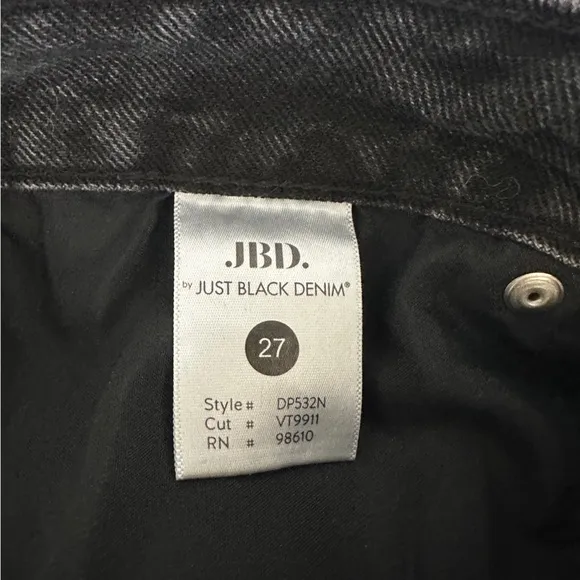 JBD.
by JUST BLACK DENIM®
27
Style # DP532N
Cut # VT9911
RN # 98610